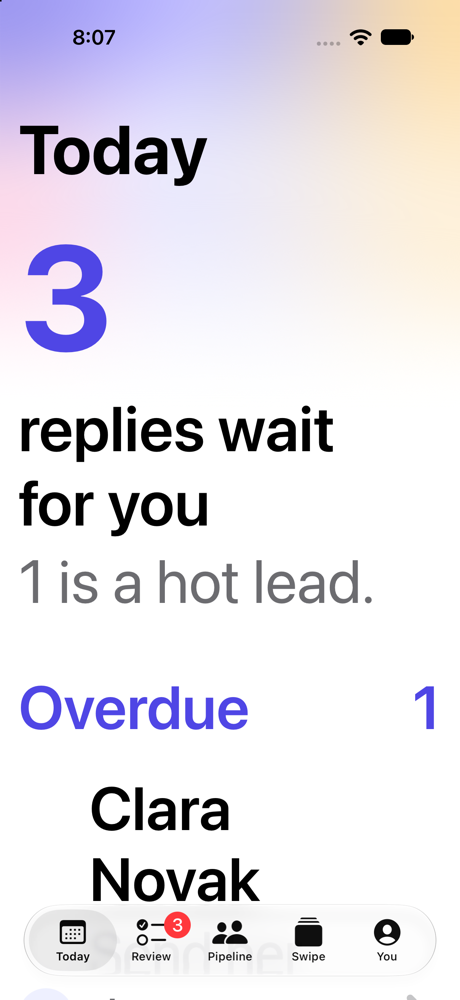 8:07
Today
3
replies wait
for you
1 is a hot lead.
Overdue 1
Clara
Novak
3
Today Review Pipeline Swipe You